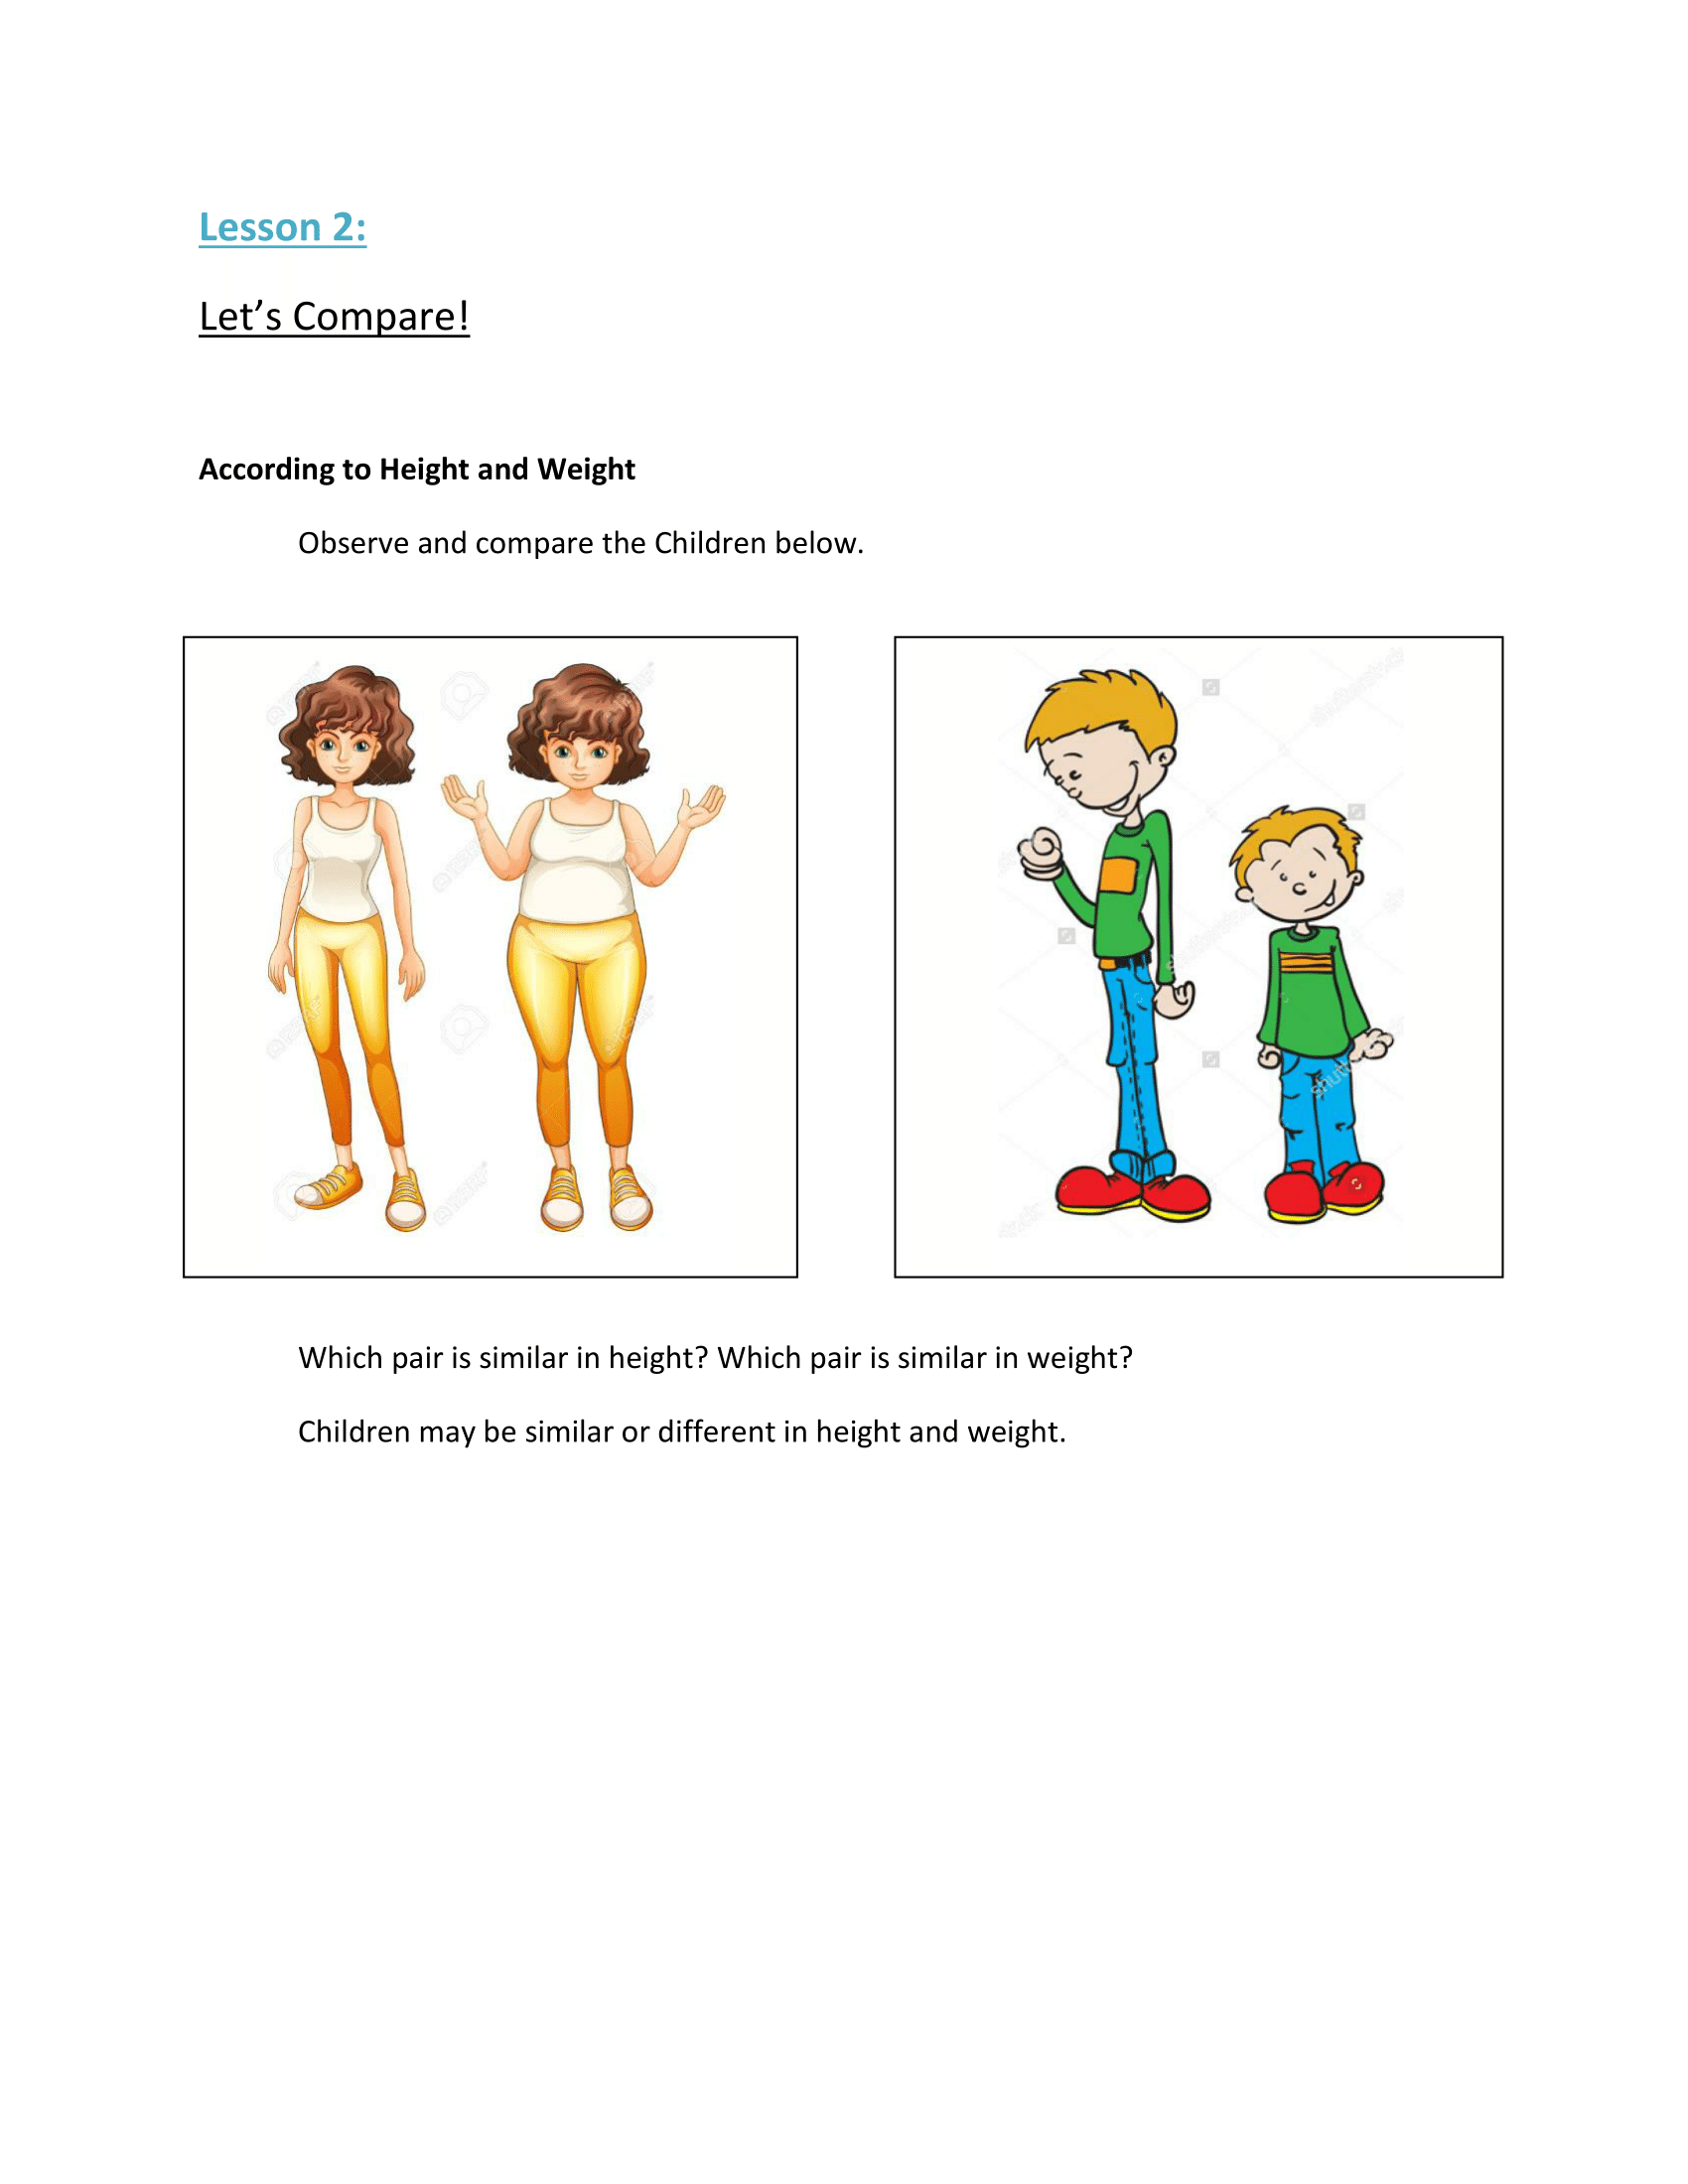 Lesson 2:
Let’s Compare!
According to Height and Weight
Observe and compare the Children below.
Which pair is similar in height? Which pair is similar in weight?
Children may be similar or different in height and weight.